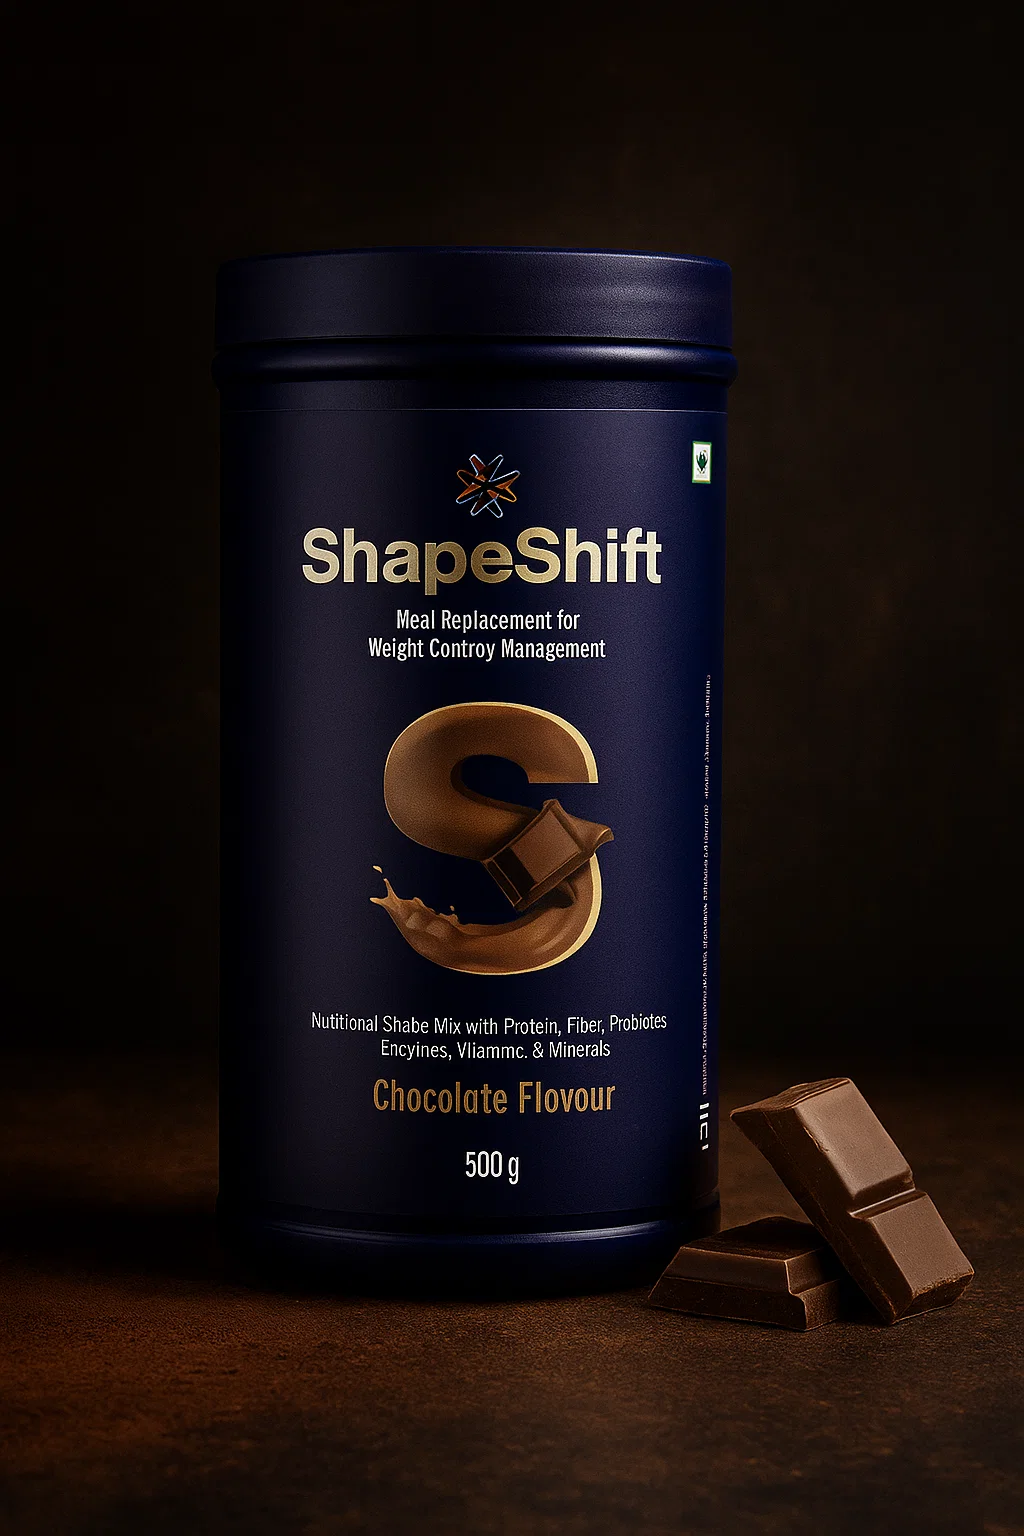 ShapeShift
Meal Replacement for
Weight Controy Management
Nutitional Shabe Mix with Protein, Fiber, Probiotes
Encyines, Vliammc. & Minerals
Chocolate Flovour
500 g